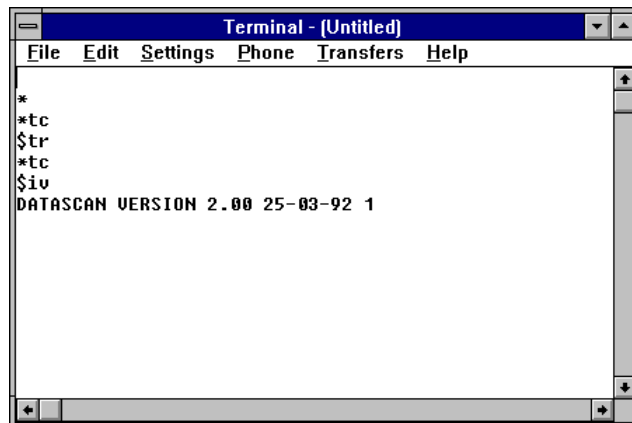 Terminal - (Untitled)
File Edit Settings Phone Transfers Help
*
*tc
$tr
*tc
$iv
DATASCAN VERSION 2.00 25-03-92 1